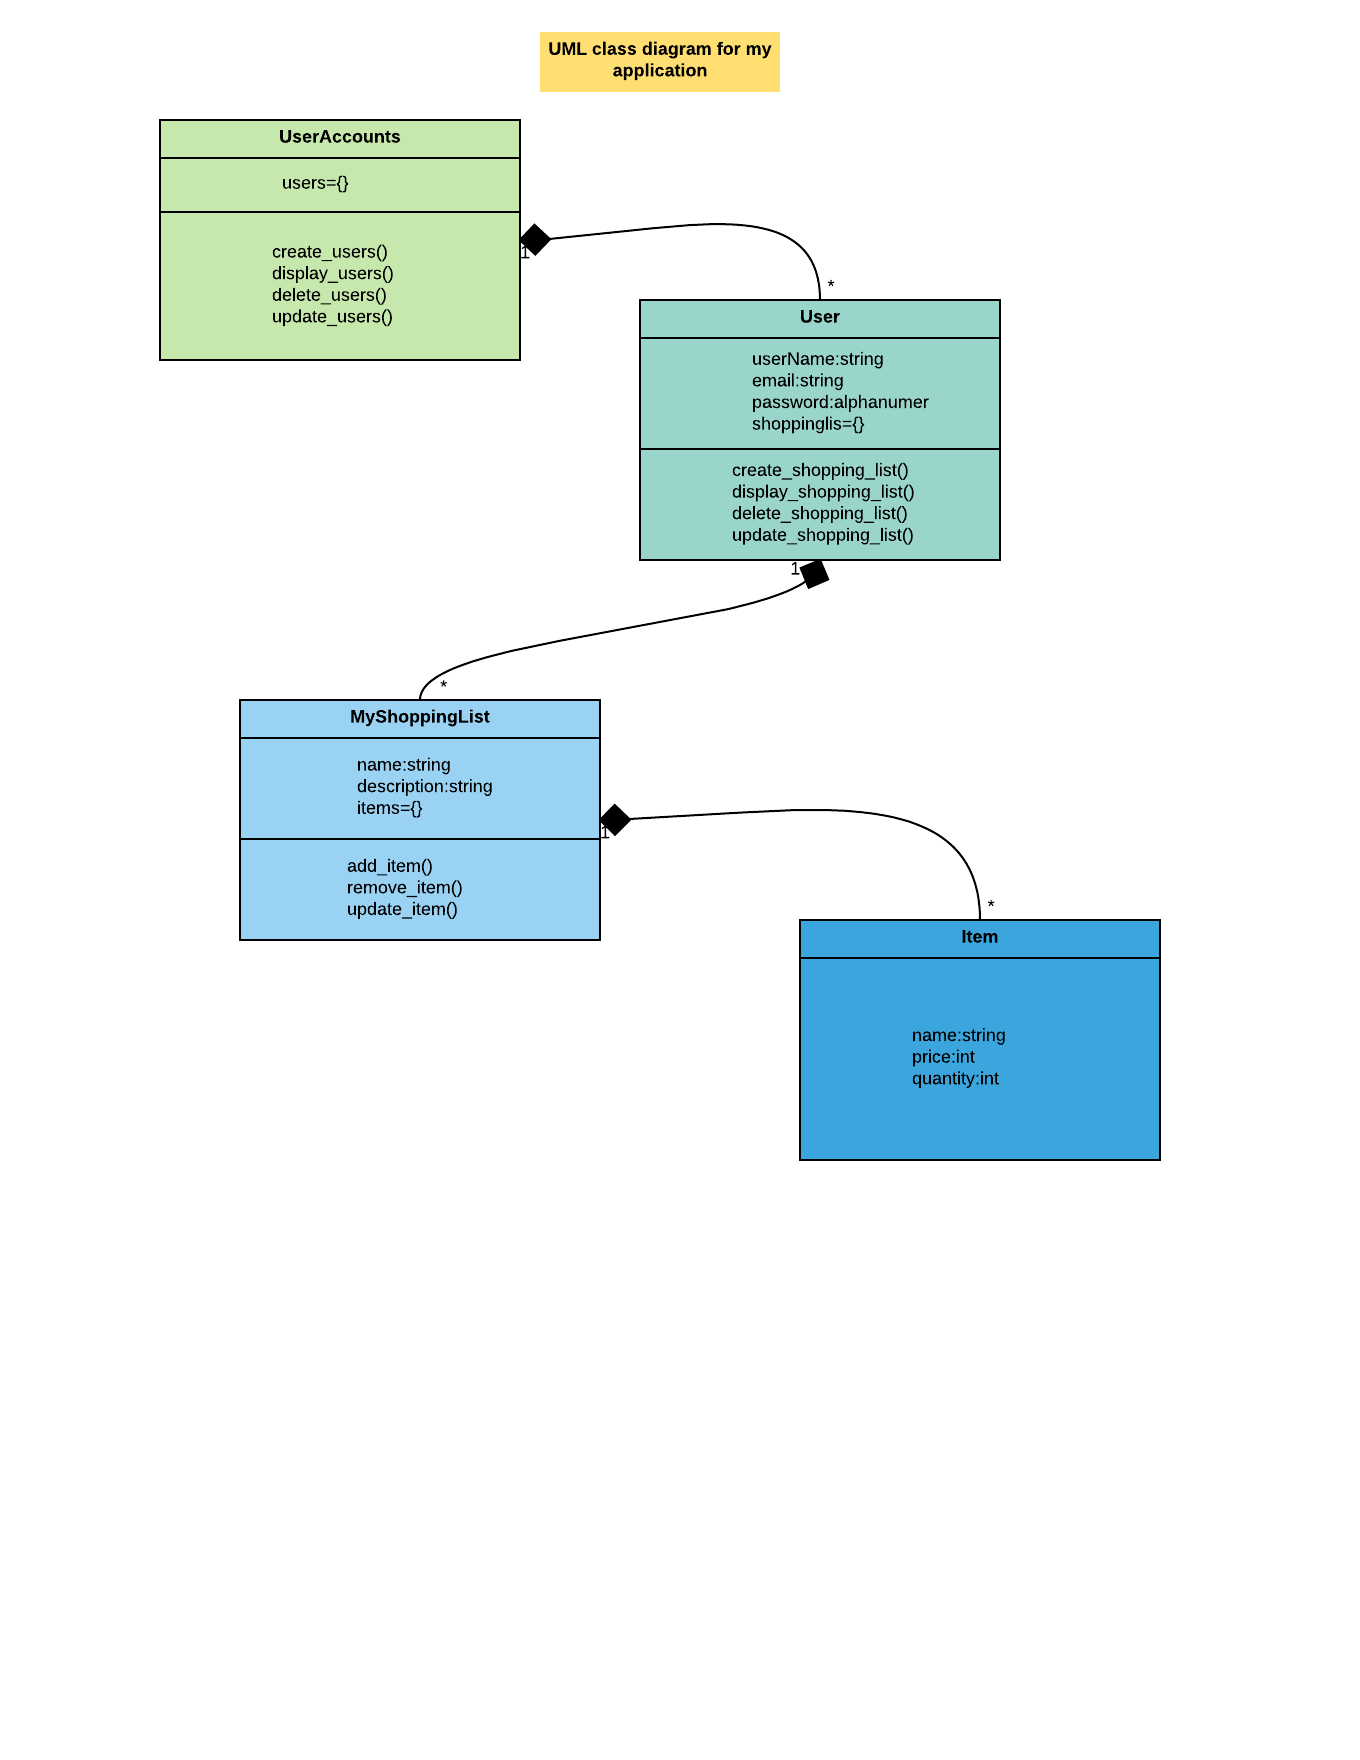 UML class diagram for my
application
UserAccounts
users={}
create_users()
display_users()
delete_users()
update_users()
1
*
User
userName:string
email:string
password:alphanumer
shoppinglis={}
create_shopping_list()
display_shopping_list()
delete_shopping_list()
update_shopping_list()
1
*
MyShoppingList
name:string
description:string
items={}
add_item()
remove_item()
update_item()
1
*
Item
name:string
price:int
quantity:int